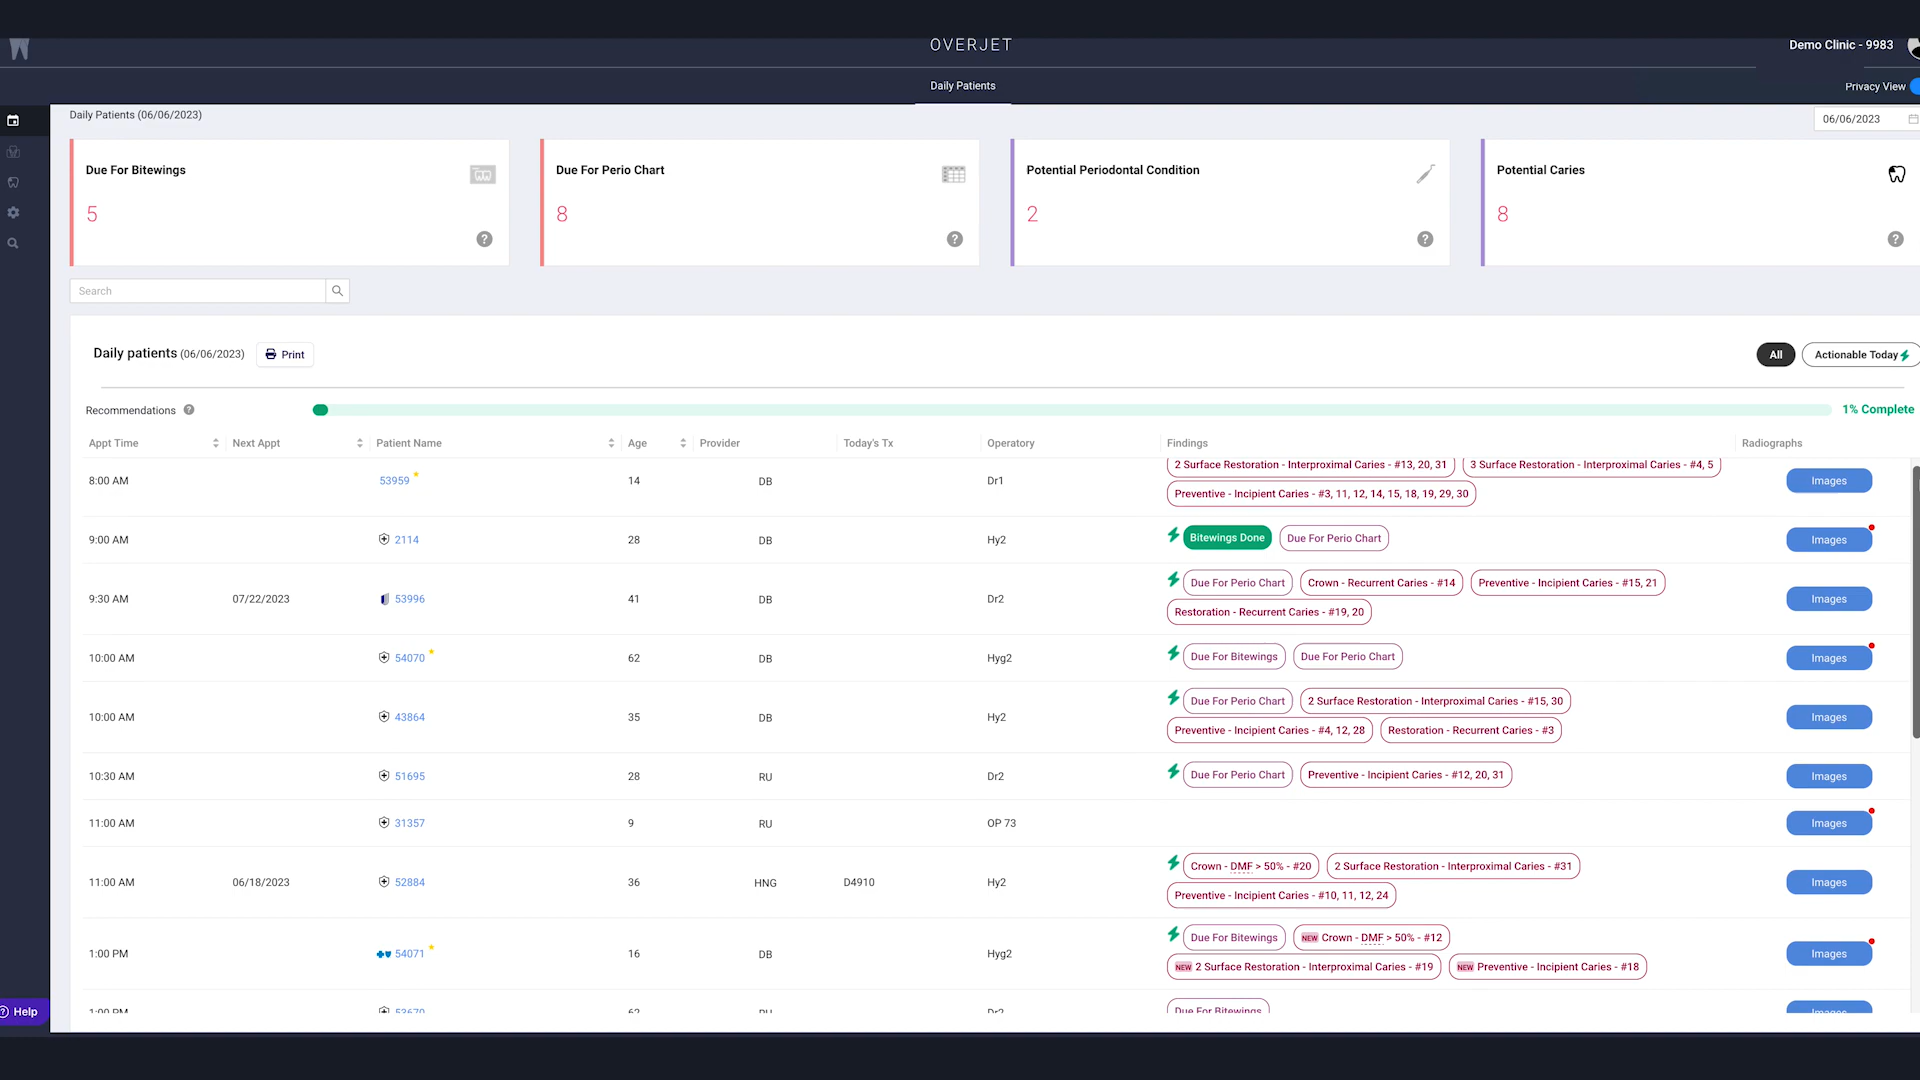 OVERJET
Demo Clinic - 9983
Daily Patients
Privacy View
Daily Patients (06/06/2023)
06/06/2023
Due For Bitewings
5
?
Due For Perio Chart
8
?
Potential Periodontal Condition
2
?
Potential Caries
8
?
Search
Daily patients (06/06/2023)
Print
All
Actionable Today
Recommendations ?
1% Complete
Appt Time Next Appt Patient Name Age Provider Today's Tx Operatory Findings Radiographs
2 Surface Restoration - Interproximal Caries - #13, 20, 31 3 Surface Restoration - Interproximal Caries - #4, 5
8:00 AM 53959 14 DB Dr1 Images
Preventive - Incipient Caries - #3, 11, 12, 14, 15, 18, 19, 29, 30
9:00 AM 2114 28 DB Hy2 Bitewings Done Due For Perio Chart Images
Due For Perio Chart Crown - Recurrent Caries - #14 Preventive - Incipient Caries - #15, 21
9:30 AM 07/22/2023 53996 41 DB Dr2 Images
Restoration - Recurrent Caries - #19, 20
10:00 AM 54070 62 DB Hyg2 Due For Bitewings Due For Perio Chart Images
Due For Perio Chart 2 Surface Restoration - Interproximal Caries - #15, 30
10:00 AM 43864 35 DB Hy2 Images
Preventive - Incipient Caries - #4, 12, 28 Restoration - Recurrent Caries - #3
10:30 AM 51695 28 RU Dr2 Due For Perio Chart Preventive - Incipient Caries - #12, 20, 31 Images
11:00 AM 31357 9 RU OP 73 Images
Crown - DMF > 50% - #20 2 Surface Restoration - Interproximal Caries - #31
11:00 AM 06/18/2023 52884 36 HNG D4910 Hy2 Images
Preventive - Incipient Caries - #10, 11, 12, 24
Due For Bitewings NEW Crown - DMF > 50% - #12
1:00 PM 54071 16 DB Hyg2 Images
NEW 2 Surface Restoration - Interproximal Caries - #19 NEW Preventive - Incipient Caries - #18
1:00 PM Dr2 Due For Bitewings Images
? Help